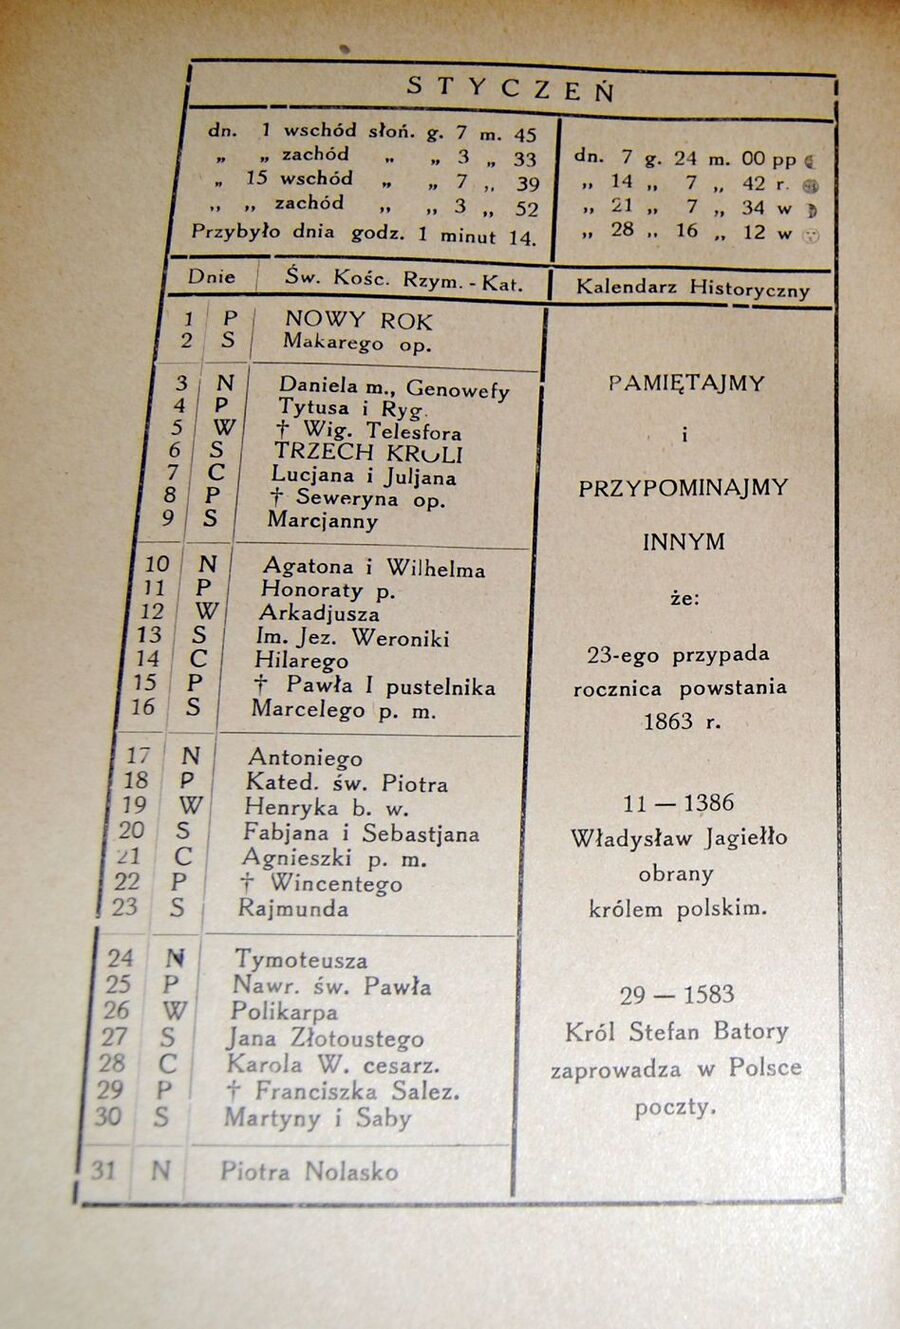 STYCZEŃ
dn. 1 wschód słoń. g. 7 m. 45
„ „ zachód „ „ 3 „ 33
„ 15 wschód „ „ 7 „ 39
„ „ zachód „ „ 3 „ 52
Przybyło dnia godz. 1 minut 14.
dn. 7 g. 24 m. 00 pp
„ 14 „ 7 „ 42 r.
„ 21 „ 7 „ 34 w
„ 28 „ 16 „ 12 w
Dnie Św. Kośc. Rzym. - Kat. Kalendarz Historyczny
1 P NOWY ROK
2 S Makarego op.
3 N Daniela m., Genowefy
4 P Tytusa i Ryg.
5 W † Wig. Telesfora
6 S TRZECH KRÓLI
7 C Lucjana i Juljana
8 P † Seweryna op.
9 S Marcjanny
10 N Agatona i Wilhelma
11 P Honoraty p.
12 W Arkadjusza
13 S Im. Jez. Weroniki
14 C Hilarego
15 P † Pawła I pustelnika
16 S Marcelego p. m.
17 N Antoniego
18 P Kated. św. Piotra
19 W Henryka b. w.
20 S Fabjana i Sebastjana
21 C Agnieszki p. m.
22 P † Wincentego
23 S Rajmunda
24 N Tymoteusza
25 P Nawr. św. Pawła
26 W Polikarpa
27 S Jana Złotoustego
28 C Karola W. cesarz.
29 P † Franciszka Salez.
30 S Martyny i Saby
31 N Piotra Nolasko
PAMIĘTAJMY
i
PRZYPOMINAJMY
INNYM
że:
23-ego przypada
rocznica powstania
1863 r.
11 — 1386
Władysław Jagiełło
obrany
królem polskim.
29 — 1583
Król Stefan Batory
zaprowadza w Polsce
poczty.